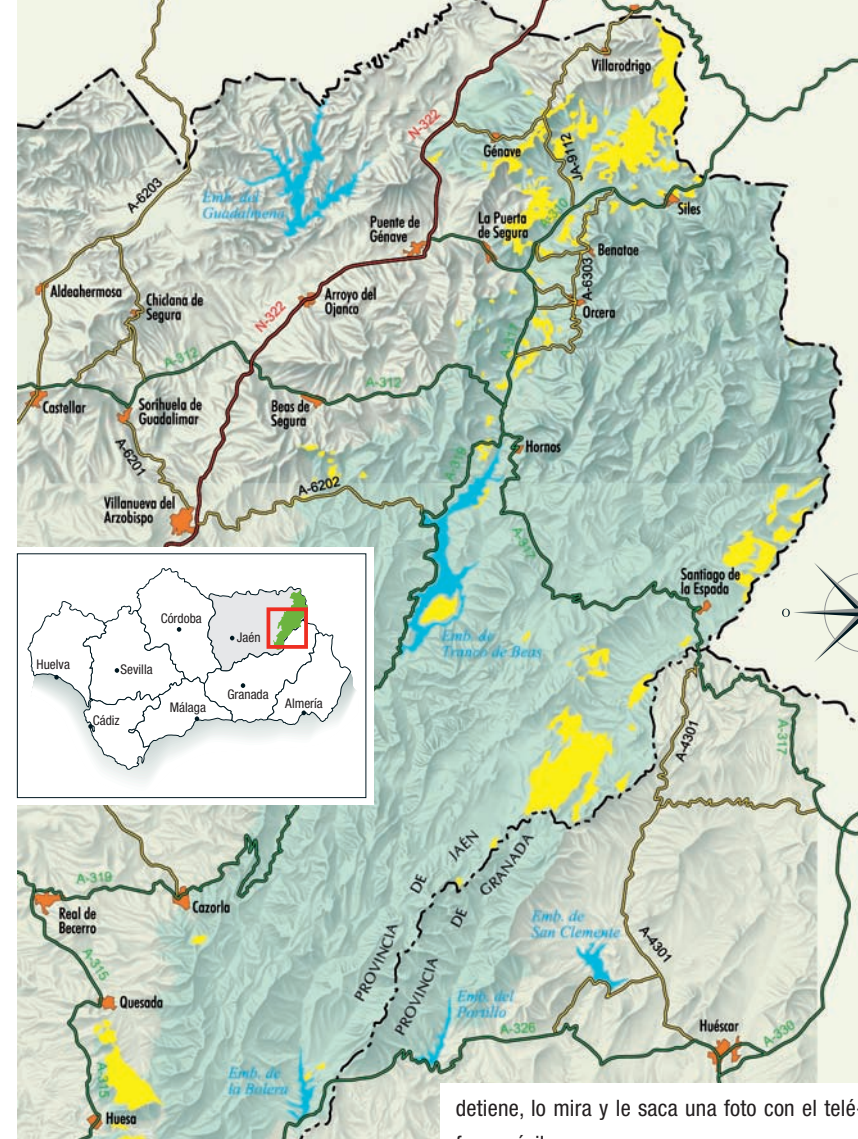 Villarodrigo
N-322
Génave
JA-9112
A-6203
Emb. del
Guadalmena
Siles
A310
Puente de
Génave
La Puerta
de Segura
Benatae
A-6303
Aldeahermosa
Chiclana de
Segura
Arroyo del
Ojanco
N-322
Orcera
A-317
A-312
A-312
Castellar
Sorihuela de
Guadalimar
Beas de
Segura
A-6201
Hornos
A-319
A-6202
Villanueva del
Arzobispo
A-317
Santiago de
la Espada
O
Córdoba
Jaén
Huelva
Sevilla
Granada
Málaga
Almería
Cádiz
Emb. de
Tranco de Beas
A-4301
A-317
PROVINCIA DE JAÉN
PROVINCIA DE GRANADA
A-319
Cazorla
Real de
Becerro
Emb. de
San Clemente
A-4301
A-315
Quesada
Emb. del
Portillo
A-326
Huéscar
A-330
Emb. de
la Bolera
A-315
Huesa
detiene, lo mira y le saca una foto con el telé-